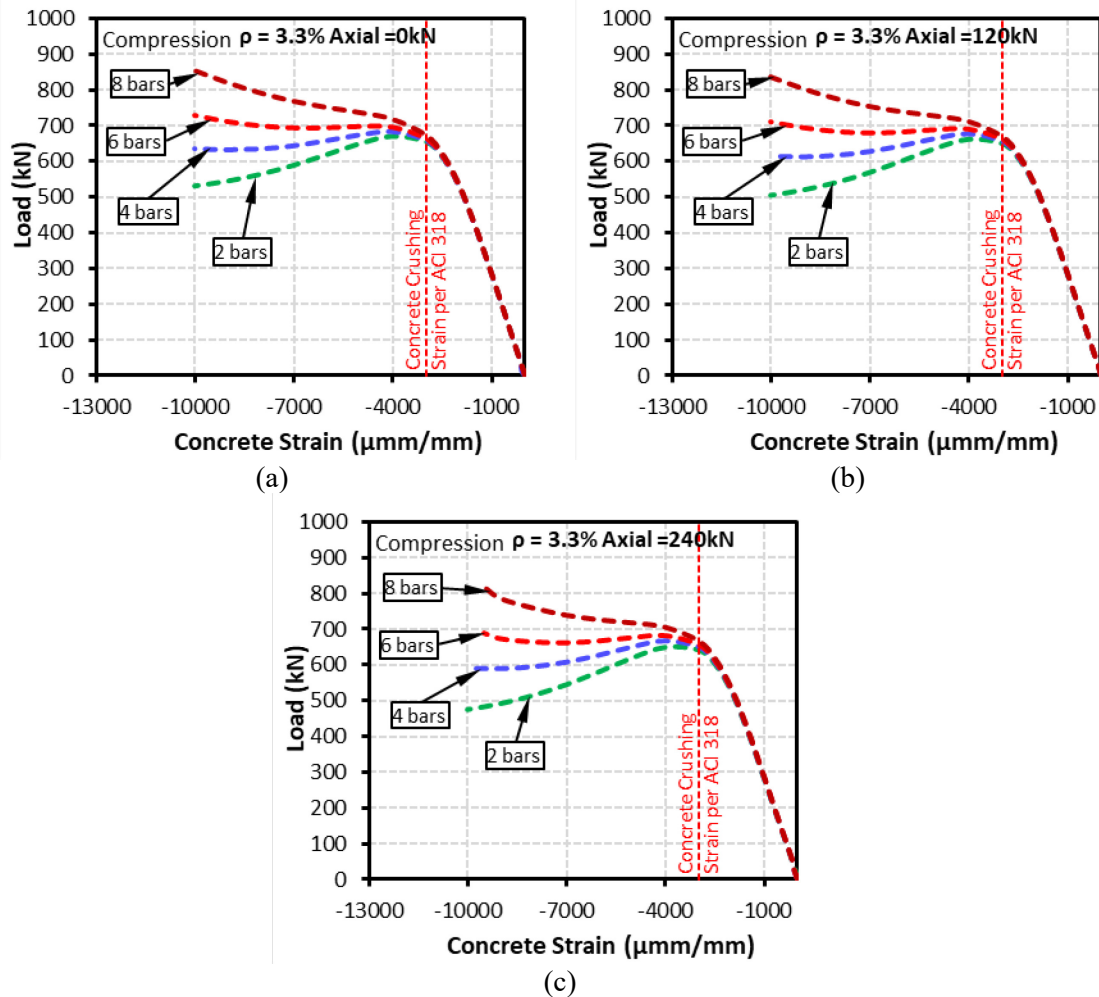 Compression ρ = 3.3% Axial =0kN
1000
900
800
700
600
500
400
300
200
100
0
Load (kN)
8 bars
6 bars
4 bars
2 bars
Concrete Crushing
Strain per ACI 318
-13000 -10000 -7000 -4000 -1000
Concrete Strain (µmm/mm)
(a)
Compression ρ = 3.3% Axial =120kN
1000
900
800
700
600
500
400
300
200
100
0
Load (kN)
8 bars
6 bars
4 bars
2 bars
Concrete Crushing
Strain per ACI 318
-13000 -10000 -7000 -4000 -1000
Concrete Strain (µmm/mm)
(b)
Compression ρ = 3.3% Axial =240kN
1000
900
800
700
600
500
400
300
200
100
0
Load (kN)
8 bars
6 bars
4 bars
2 bars
Concrete Crushing
Strain per ACI 318
-13000 -10000 -7000 -4000 -1000
Concrete Strain (µmm/mm)
(c)